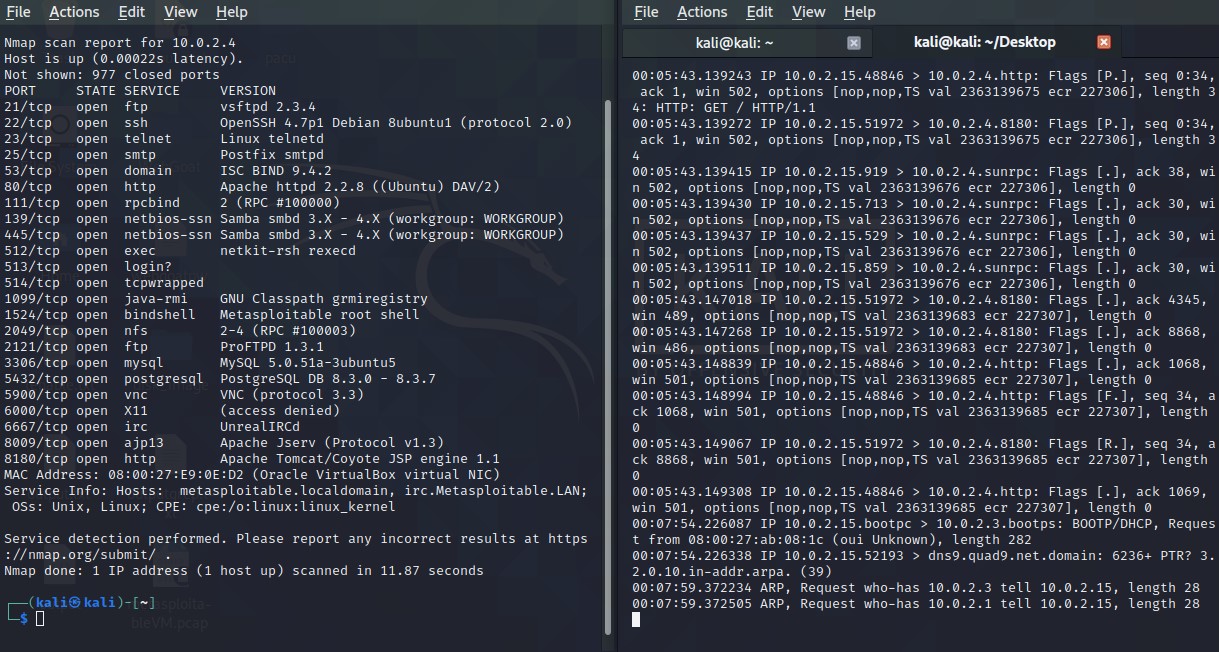 File Actions Edit View Help
Nmap scan report for 10.0.2.4
Host is up (0.00022s latency).
Not shown: 977 closed ports
PORT STATE SERVICE VERSION
21/tcp open ftp vsftpd 2.3.4
22/tcp open ssh OpenSSH 4.7p1 Debian 8ubuntu1 (protocol 2.0)
23/tcp open telnet Linux telnetd
25/tcp open smtp Postfix smtpd
53/tcp open domain ISC BIND 9.4.2
80/tcp open http Apache httpd 2.2.8 ((Ubuntu) DAV/2)
111/tcp open rpcbind 2 (RPC #100000)
139/tcp open netbios-ssn Samba smbd 3.X - 4.X (workgroup: WORKGROUP)
445/tcp open netbios-ssn Samba smbd 3.X - 4.X (workgroup: WORKGROUP)
512/tcp open exec netkit-rsh rexecd
513/tcp open login?
514/tcp open tcpwrapped
1099/tcp open java-rmi GNU Classpath grmiregistry
1524/tcp open bindshell Metasploitable root shell
2049/tcp open nfs 2-4 (RPC #100003)
2121/tcp open ftp ProFTPD 1.3.1
3306/tcp open mysql MySQL 5.0.51a-3ubuntu5
5432/tcp open postgresql PostgreSQL DB 8.3.0 - 8.3.7
5900/tcp open vnc VNC (protocol 3.3)
6000/tcp open X11 (access denied)
6667/tcp open irc UnrealIRCd
8009/tcp open ajp13 Apache Jserv (Protocol v1.3)
8180/tcp open http Apache Tomcat/Coyote JSP engine 1.1
MAC Address: 08:00:27:E9:0E:D2 (Oracle VirtualBox virtual NIC)
Service Info: Hosts: metasploitable.localdomain, irc.Metasploitable.LAN;
OSs: Unix, Linux; CPE: cpe:/o:linux:linux_kernel
Service detection performed. Please report any incorrect results at https
://nmap.org/submit/ .
Nmap done: 1 IP address (1 host up) scanned in 11.87 seconds
(kali㉿kali)-[~]
$
bleVM.pcap
File Actions Edit View Help
kali@kali: ~ kali@kali: ~/Desktop
00:05:43.139243 IP 10.0.2.15.48846 > 10.0.2.4.http: Flags [P.], seq 0:34,
ack 1, win 502, options [nop,nop,TS val 2363139675 ecr 227306], length 3
4: HTTP: GET / HTTP/1.1
00:05:43.139272 IP 10.0.2.15.51972 > 10.0.2.4.8180: Flags [P.], seq 0:34,
ack 1, win 502, options [nop,nop,TS val 2363139675 ecr 227306], length 3
4
00:05:43.139415 IP 10.0.2.15.919 > 10.0.2.4.sunrpc: Flags [.], ack 38, wi
n 502, options [nop,nop,TS val 2363139676 ecr 227306], length 0
00:05:43.139430 IP 10.0.2.15.713 > 10.0.2.4.sunrpc: Flags [.], ack 30, wi
n 502, options [nop,nop,TS val 2363139676 ecr 227306], length 0
00:05:43.139437 IP 10.0.2.15.529 > 10.0.2.4.sunrpc: Flags [.], ack 30, wi
n 502, options [nop,nop,TS val 2363139676 ecr 227306], length 0
00:05:43.139511 IP 10.0.2.15.859 > 10.0.2.4.sunrpc: Flags [.], ack 30, wi
n 502, options [nop,nop,TS val 2363139676 ecr 227306], length 0
00:05:43.147018 IP 10.0.2.15.51972 > 10.0.2.4.8180: Flags [.], ack 4345,
win 489, options [nop,nop,TS val 2363139683 ecr 227307], length 0
00:05:43.147268 IP 10.0.2.15.51972 > 10.0.2.4.8180: Flags [.], ack 8868,
win 486, options [nop,nop,TS val 2363139683 ecr 227307], length 0
00:05:43.148839 IP 10.0.2.15.48846 > 10.0.2.4.http: Flags [.], ack 1068,
win 501, options [nop,nop,TS val 2363139685 ecr 227307], length 0
00:05:43.148994 IP 10.0.2.15.48846 > 10.0.2.4.http: Flags [F.], seq 34, a
ck 1068, win 501, options [nop,nop,TS val 2363139685 ecr 227307], length
0
00:05:43.149067 IP 10.0.2.15.51972 > 10.0.2.4.8180: Flags [R.], seq 34, a
ck 8868, win 501, options [nop,nop,TS val 2363139685 ecr 227307], length
0
00:05:43.149308 IP 10.0.2.15.48846 > 10.0.2.4.http: Flags [.], ack 1069,
win 501, options [nop,nop,TS val 2363139685 ecr 227307], length 0
00:07:54.226087 IP 10.0.2.15.bootpc > 10.0.2.3.bootps: BOOTP/DHCP, Reques
t from 08:00:27:ab:08:1c (oui Unknown), length 282
00:07:54.226338 IP 10.0.2.15.52193 > dns9.quad9.net.domain: 6236+ PTR? 3.
2.0.10.in-addr.arpa. (39)
00:07:59.372234 ARP, Request who-has 10.0.2.3 tell 10.0.2.15, length 28
00:07:59.372505 ARP, Request who-has 10.0.2.1 tell 10.0.2.15, length 28